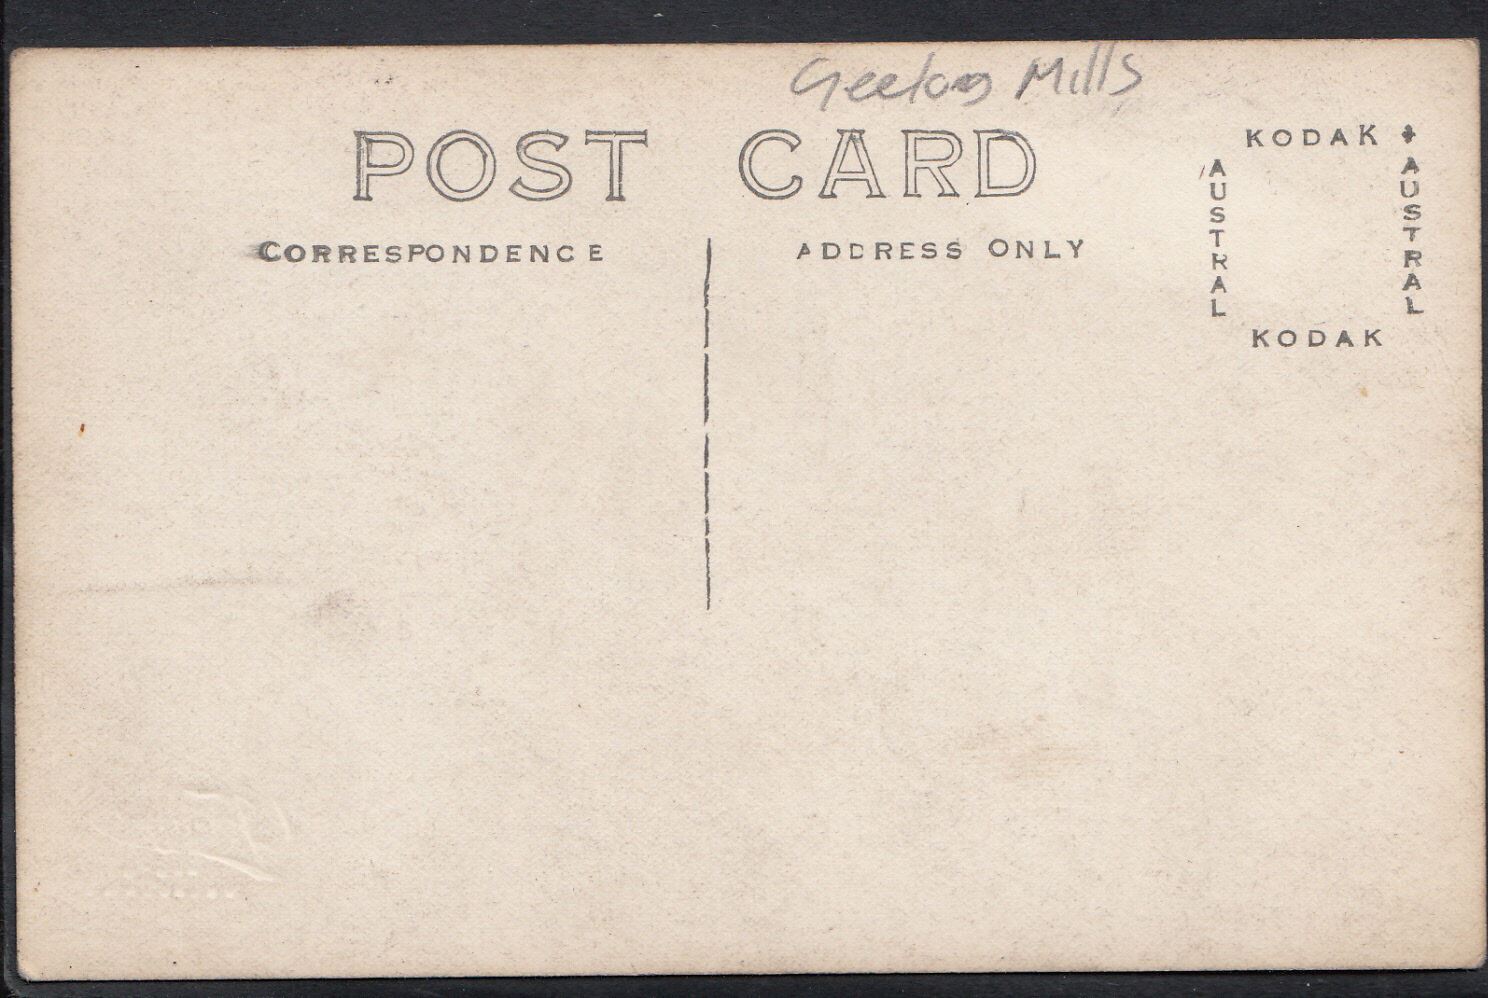 Geelong Mills
POST CARD
CORRESPONDENCE
ADDRESS ONLY
KODAK
AUSTRAL
AUSTRAL
KODAK